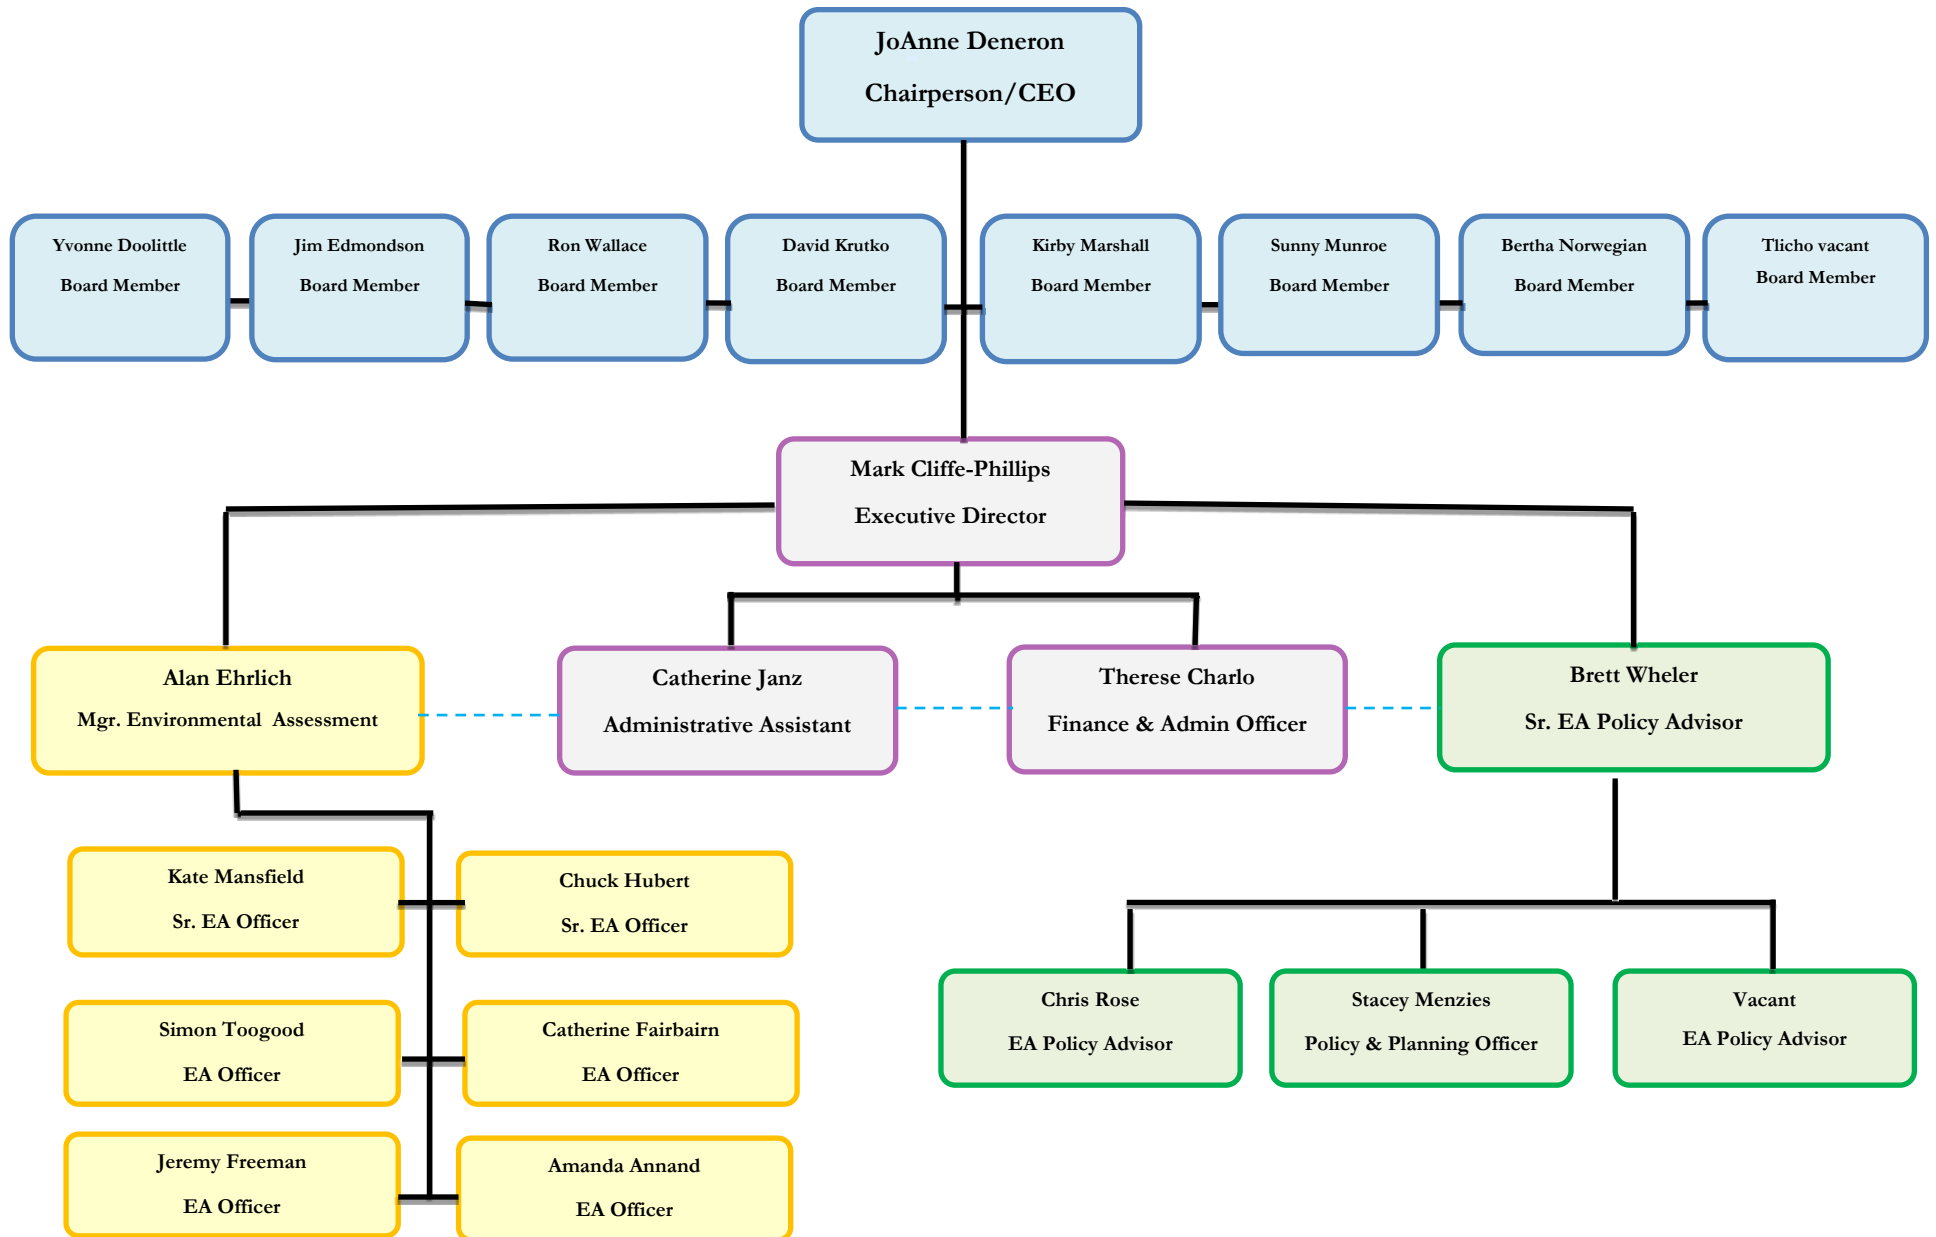 JoAnne Deneron
Chairperson/CEO
Yvonne Doolittle
Board Member
Jim Edmondson
Board Member
Ron Wallace
Board Member
David Krutko
Board Member
Kirby Marshall
Board Member
Sunny Munroe
Board Member
Bertha Norwegian
Board Member
Tlicho vacant
Board Member
Mark Cliffe-Phillips
Executive Director
Alan Ehrlich
Mgr. Environmental Assessment
Catherine Janz
Administrative Assistant
Therese Charlo
Finance & Admin Officer
Brett Wheler
Sr. EA Policy Advisor
Kate Mansfield
Sr. EA Officer
Chuck Hubert
Sr. EA Officer
Simon Toogood
EA Officer
Catherine Fairbairn
EA Officer
Jeremy Freeman
EA Officer
Amanda Annand
EA Officer
Chris Rose
EA Policy Advisor
Stacey Menzies
Policy & Planning Officer
Vacant
EA Policy Advisor